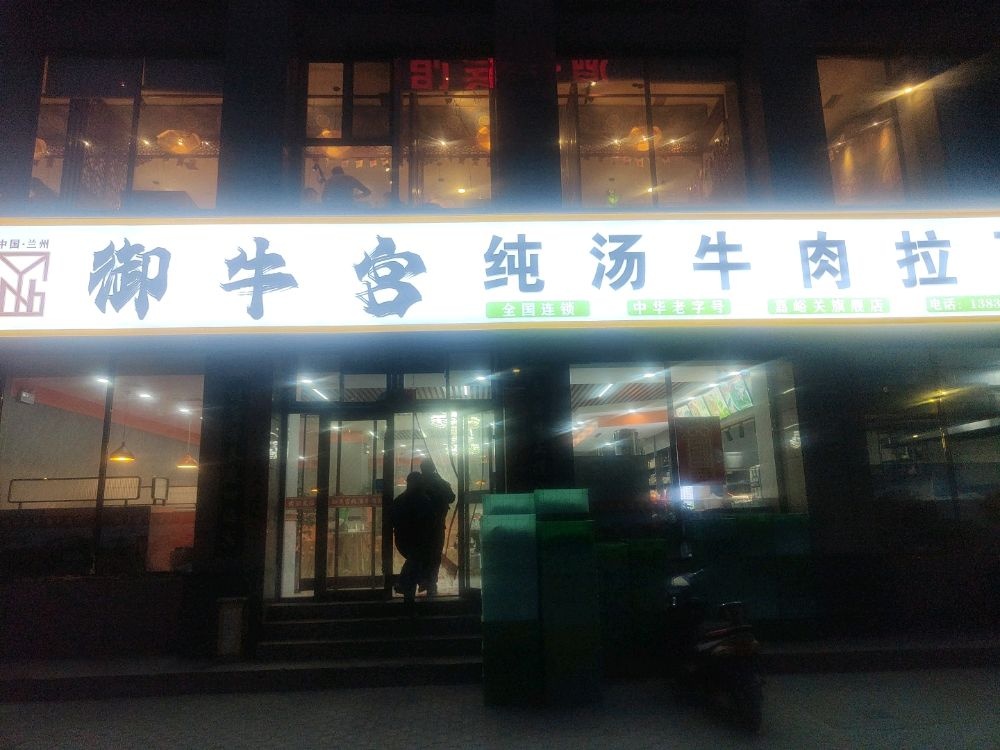 中国·兰州
御牛宫 纯汤牛肉拉
全国连锁 中华老字号 嘉峪关旗舰店 电话:1383